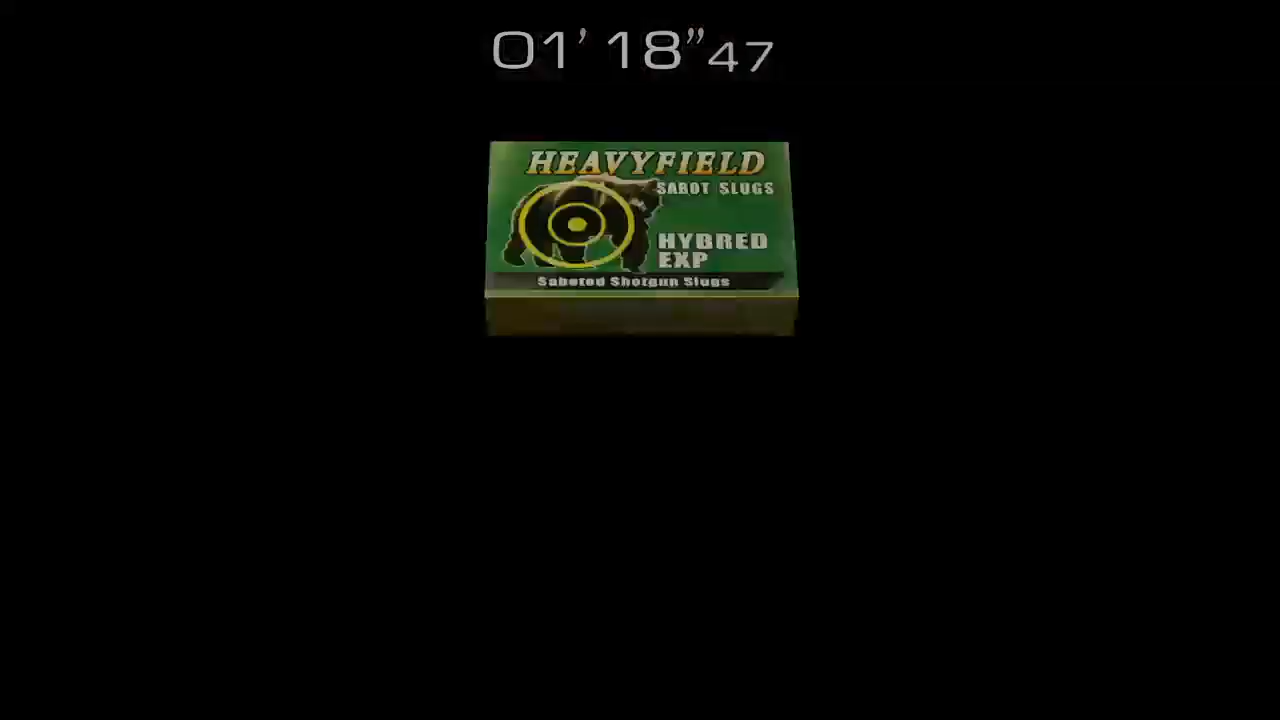 01’18”47
HEAVYFIELD
SABOT SLUGS
HYBRED
EXP
Saboted Shotgun Slugs